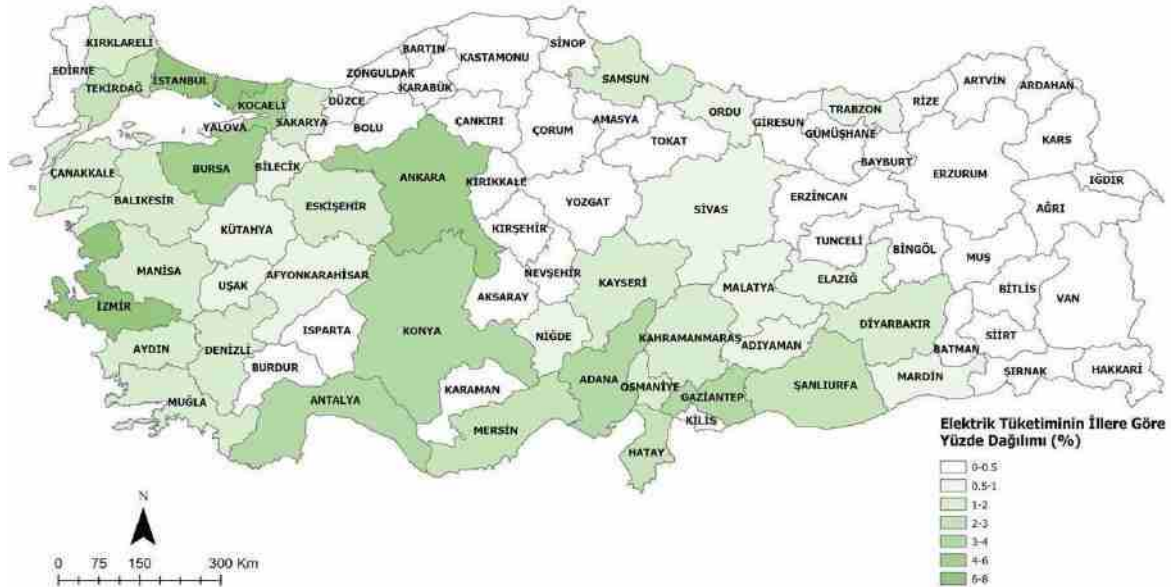 SİNOP
BARTIN
KASTAMONU
KIRKLARELİ
EDİRNE
İSTANBUL
ZONGULDAK
KARABÜK
SAMSUN
ARTVİN
ARDAHAN
TEKİRDAĞ
KOCAELİ
DÜZCE
ORDU
TRABZON
RİZE
SAKARYA
ÇANKIRI
AMASYA
GİRESUN
YALOVA
BOLU
ÇORUM
TOKAT
GÜMÜŞHANE
KARS
BAYBURT
ÇANAKKALE
BURSA
BİLECİK
ANKARA
KIRIKKALE
ERZURUM
IĞDIR
BALIKESİR
ESKİŞEHİR
YOZGAT
SİVAS
ERZİNCAN
AĞRI
KÜTAHYA
KIRŞEHİR
TUNCELİ
BİNGÖL
MUŞ
MANİSA
UŞAK
AFYONKARAHİSAR
NEVŞEHİR
KAYSERİ
MALATYA
ELAZIĞ
BİTLİS
VAN
İZMİR
AKSARAY
DİYARBAKIR
AYDIN
DENİZLİ
ISPARTA
KONYA
NİĞDE
KAHRAMANMARAŞ
ADIYAMAN
BATMAN
SİİRT
BURDUR
MARDİN
ŞIRNAK
HAKKARİ
MUĞLA
ANTALYA
KARAMAN
ADANA
OSMANİYE
GAZİANTEP
ŞANLIURFA
KİLİS
MERSİN
HATAY
Elektrik Tüketiminin İllere Göre
Yüzde Dağılımı (%)
0-0.5
0.5-1
1-2
2-3
3-4
4-6
6-8
N
0 75 150 300 Km